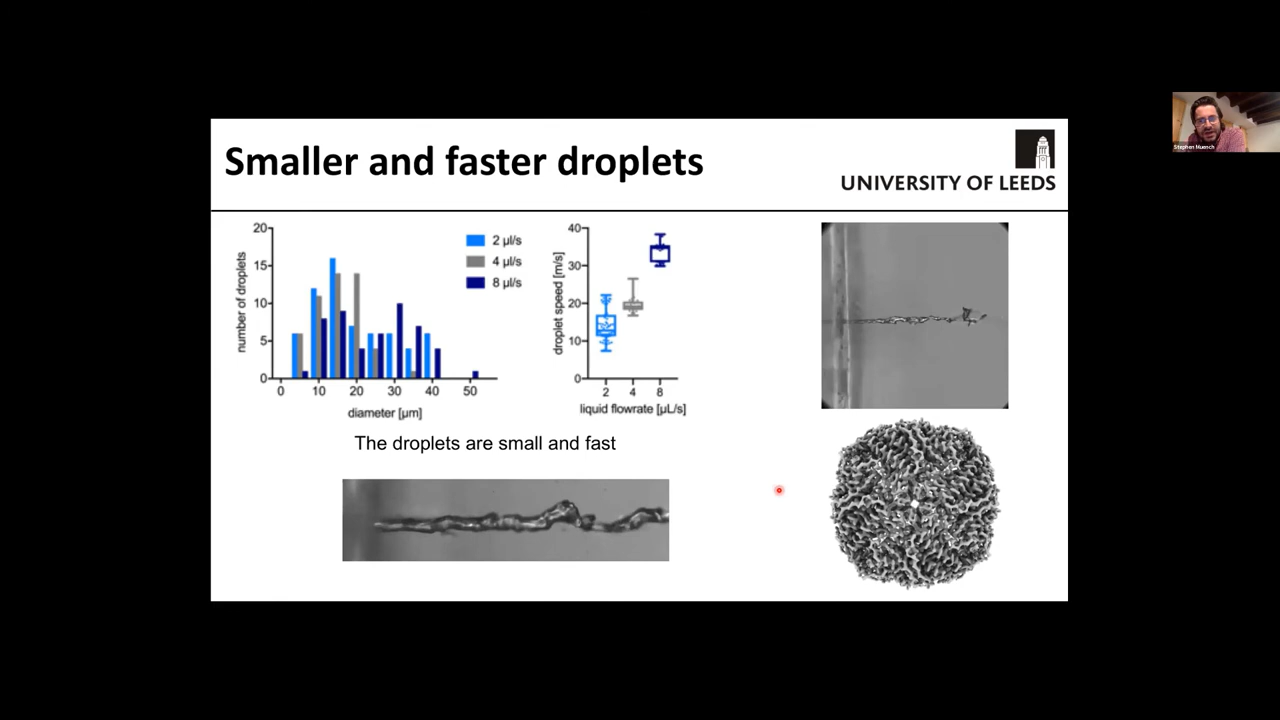 Smaller and faster droplets
UNIVERSITY OF LEEDS
20
15
10
5
0
number of droplets
0 10 20 30 40 50
diameter [µm]
2 µl/s
4 µl/s
8 µl/s
40
30
20
10
0
droplet speed [m/s]
2 4 8
liquid flowrate [µL/s]
The droplets are small and fast
Stephen Muench